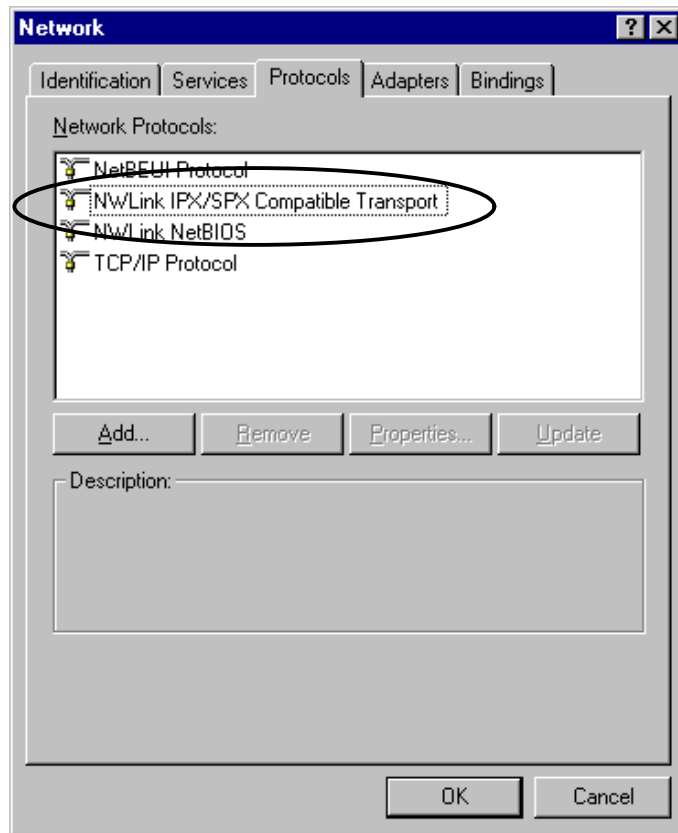 Network
Identification Services Protocols Adapters Bindings
Network Protocols:
NetBEUI Protocol
NWLink IPX/SPX Compatible Transport
NWLink NetBIOS
TCP/IP Protocol
Add... Remove Properties... Update
Description:
OK Cancel